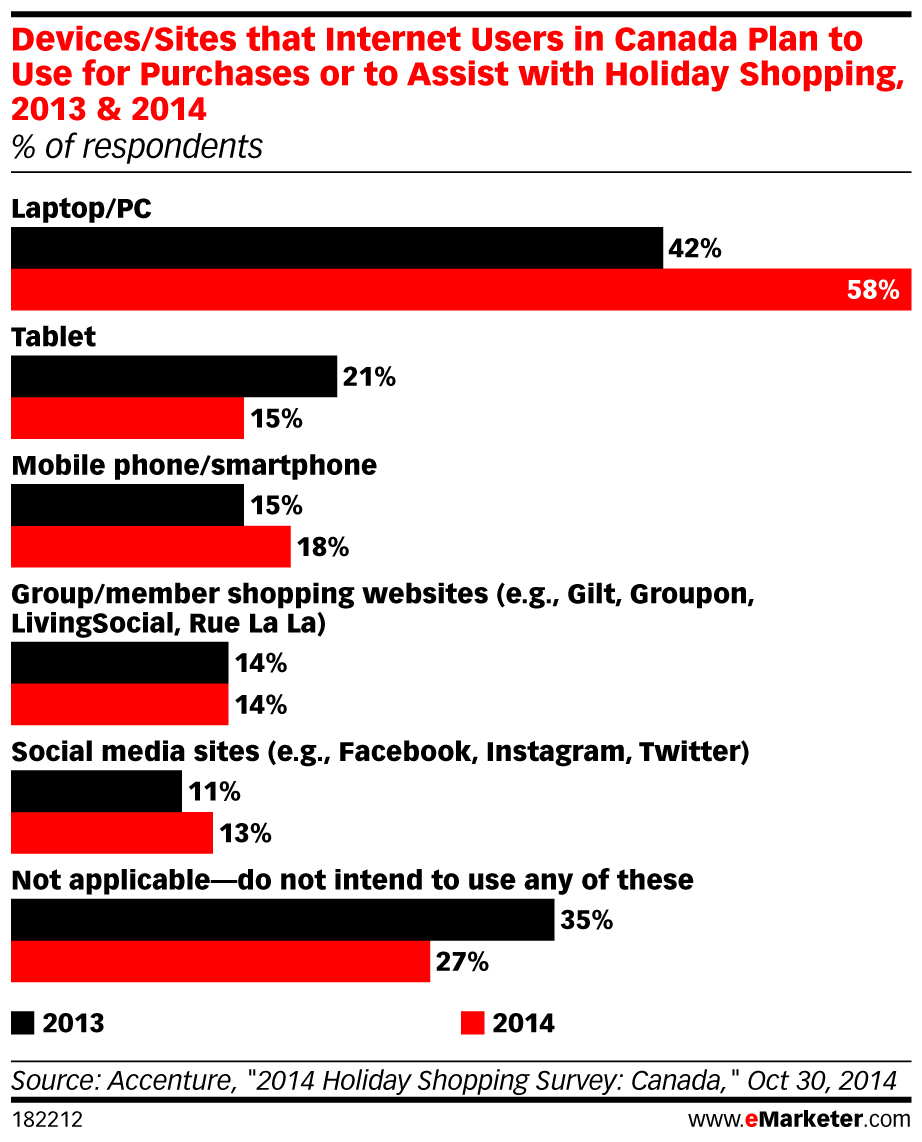 Devices/Sites that Internet Users in Canada Plan to
Use for Purchases or to Assist with Holiday Shopping,
2013 & 2014
% of respondents
Laptop/PC
42%
58%
Tablet
21%
15%
Mobile phone/smartphone
15%
18%
Group/member shopping websites (e.g., Gilt, Groupon,
LivingSocial, Rue La La)
14%
14%
Social media sites (e.g., Facebook, Instagram, Twitter)
11%
13%
Not applicable—do not intend to use any of these
35%
27%
2013 2014
Source: Accenture, "2014 Holiday Shopping Survey: Canada," Oct 30, 2014
182212 www.eMarketer.com